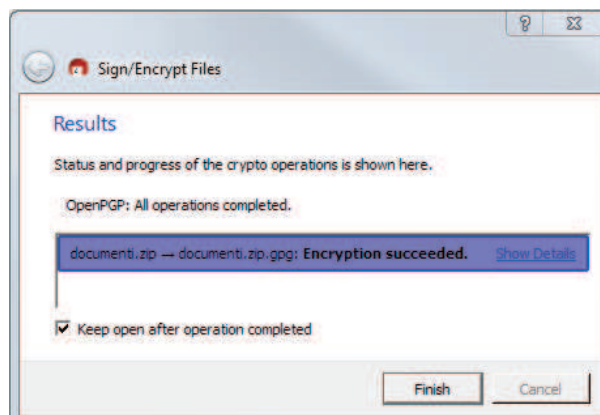 Sign/Encrypt Files
Results
Status and progress of the crypto operations is shown here.
OpenPGP: All operations completed.
documenti.zip → documenti.zip.gpg: Encryption succeeded. Show Details
Keep open after operation completed
Finish Cancel